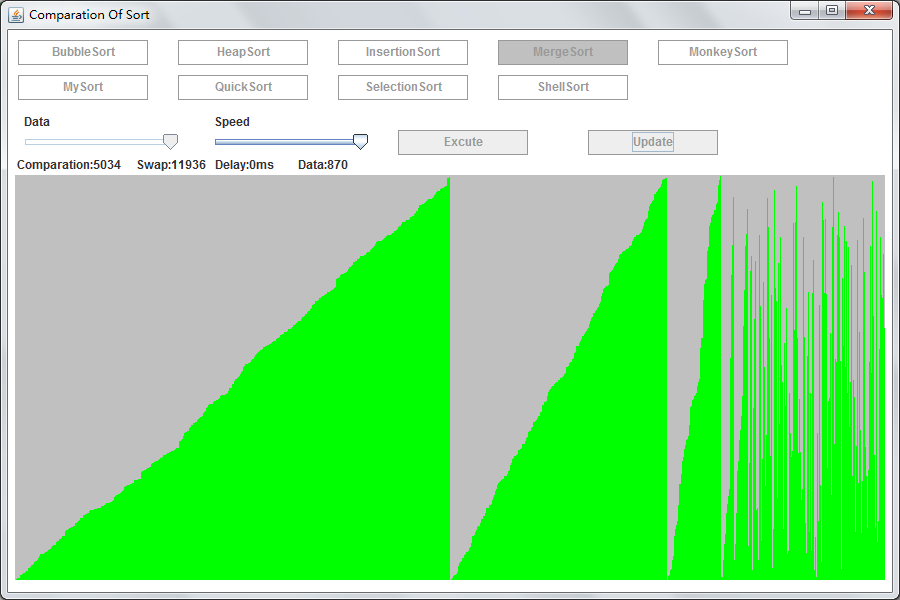 Comparation Of Sort
BubbleSort HeapSort InsertionSort MergeSort MonkeySort
MySort QuickSort SelectionSort ShellSort
Data Speed
Excute Update
Comparation:5034 Swap:11936 Delay:0ms Data:870